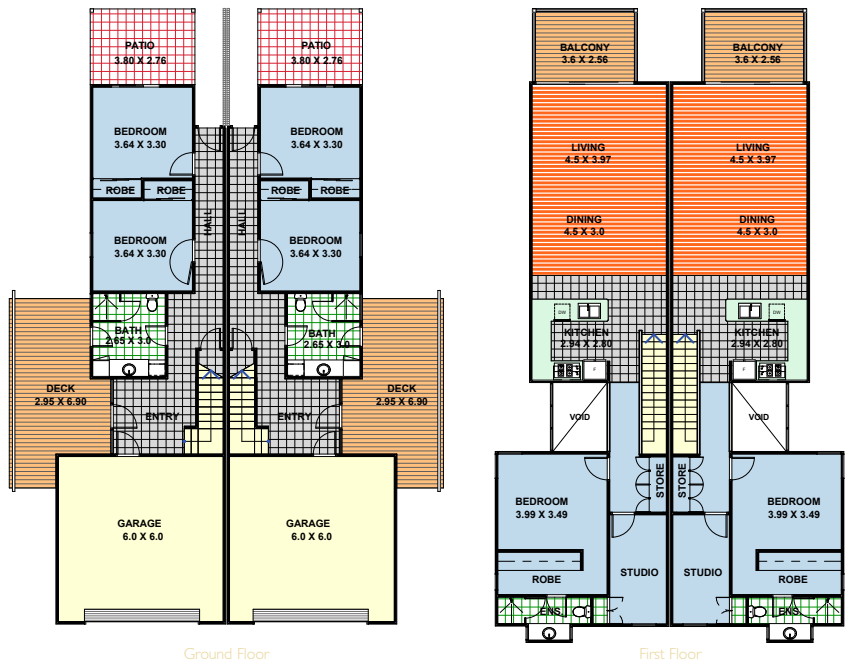 PATIO
3.80 X 2.76
PATIO
3.80 X 2.76
BEDROOM
3.64 X 3.30
BEDROOM
3.64 X 3.30
ROBE
ROBE
ROBE
ROBE
HALL
HALL
BEDROOM
3.64 X 3.30
BEDROOM
3.64 X 3.30
BATH
2.65 X 3.0
BATH
2.65 X 3.0
DECK
2.95 X 6.90
DECK
2.95 X 6.90
ENTRY
ENTRY
GARAGE
6.0 X 6.0
GARAGE
6.0 X 6.0
Ground Floor
BALCONY
3.6 X 2.56
BALCONY
3.6 X 2.56
LIVING
4.5 X 3.97
LIVING
4.5 X 3.97
DINING
4.5 X 3.0
DINING
4.5 X 3.0
DW
DW
KITCHEN
2.94 X 2.80
KITCHEN
2.94 X 2.80
F
F
VOID
VOID
STORE
STORE
BEDROOM
3.99 X 3.49
BEDROOM
3.99 X 3.49
ROBE
STUDIO
STUDIO
ROBE
ENS.
ENS.
First Floor